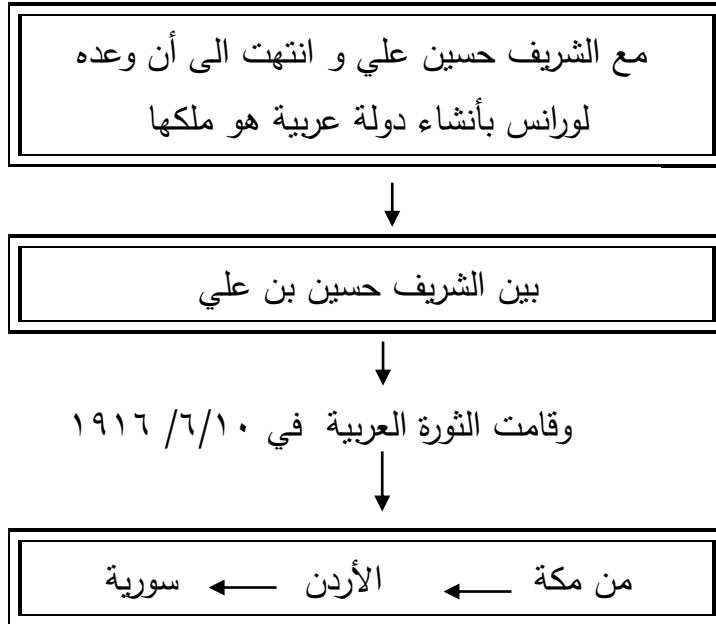 مع الشريف حسين علي و انتهت الى أن وعده
لورانس بأنشاء دولة عربية هو ملكها
بين الشريف حسين بن علي
وقامت الثورة العربية في ٦/١٠/ ١٩١٦
من مكة الأردن سورية